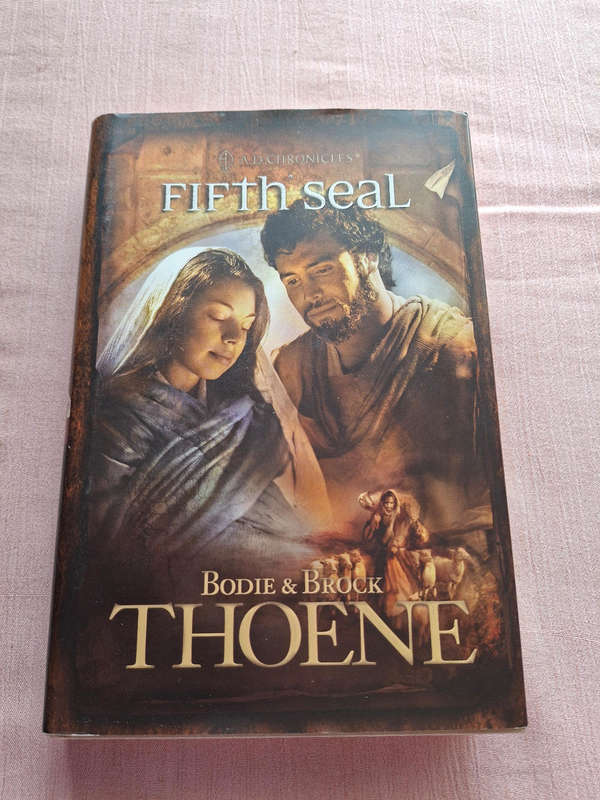 A.D. CHRONICLES
FIFTH SEAL
BODIE & BROCK
THOENE